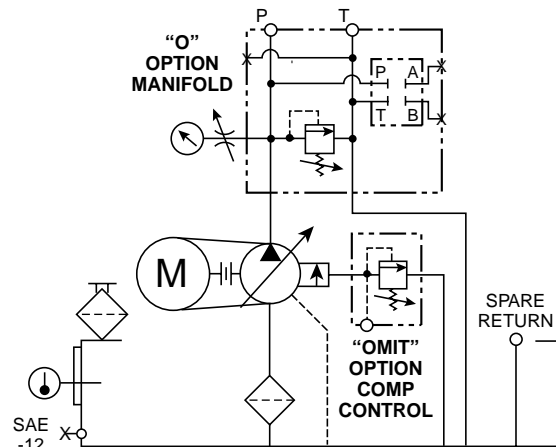 P
T
“O”
OPTION
MANIFOLD
P
A
T
B
M
“OMIT”
OPTION
COMP
CONTROL
SPARE
RETURN
SAE
-12